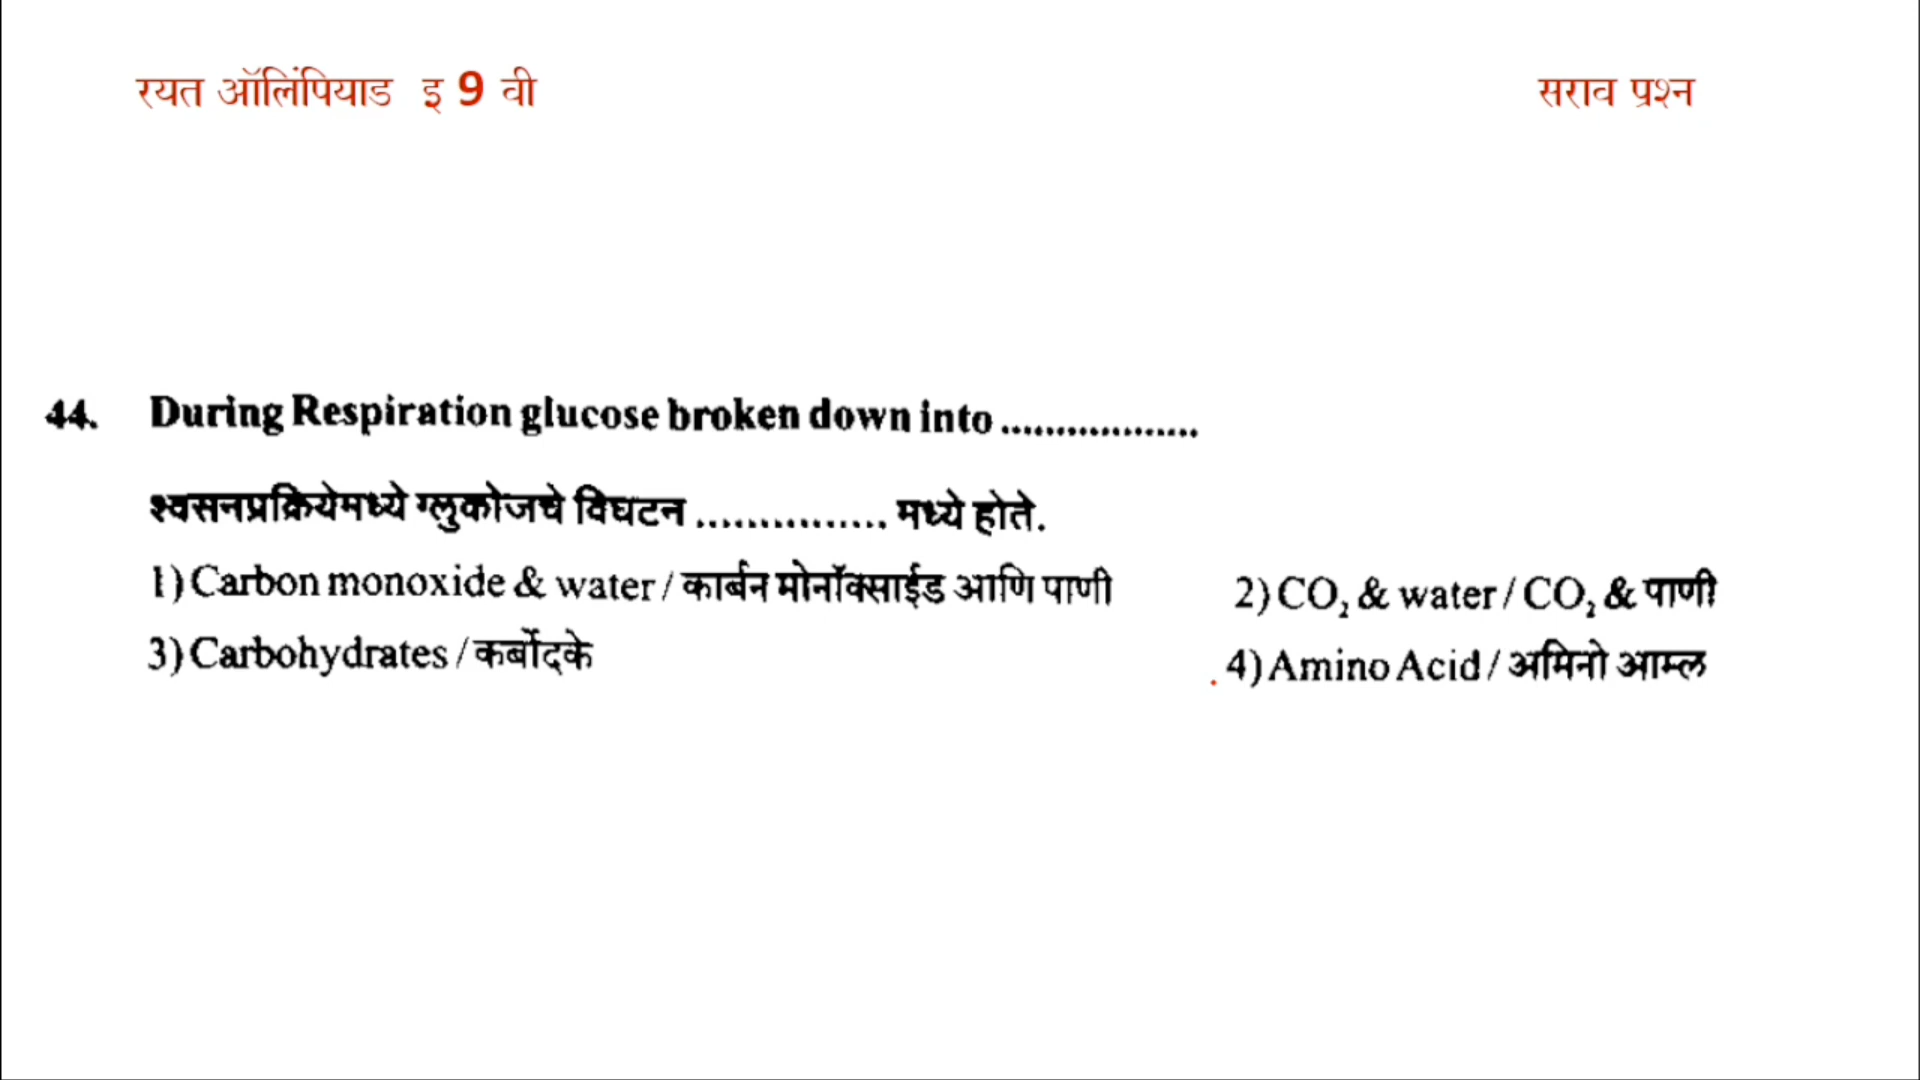 रयत ऑलिंपियाड इ 9 वी
सराव प्रश्न
44. During Respiration glucose broken down into ..................
श्वसनप्रक्रियेमध्ये ग्लुकोजचे विघटन ............... मध्ये होते.
1) Carbon monoxide & water / कार्बन मोनॉक्साईड आणि पाणी 2) CO₂ & water / CO₂ & पाणी
3) Carbohydrates / कर्बोदके 4) Amino Acid / अमिनो आम्ल